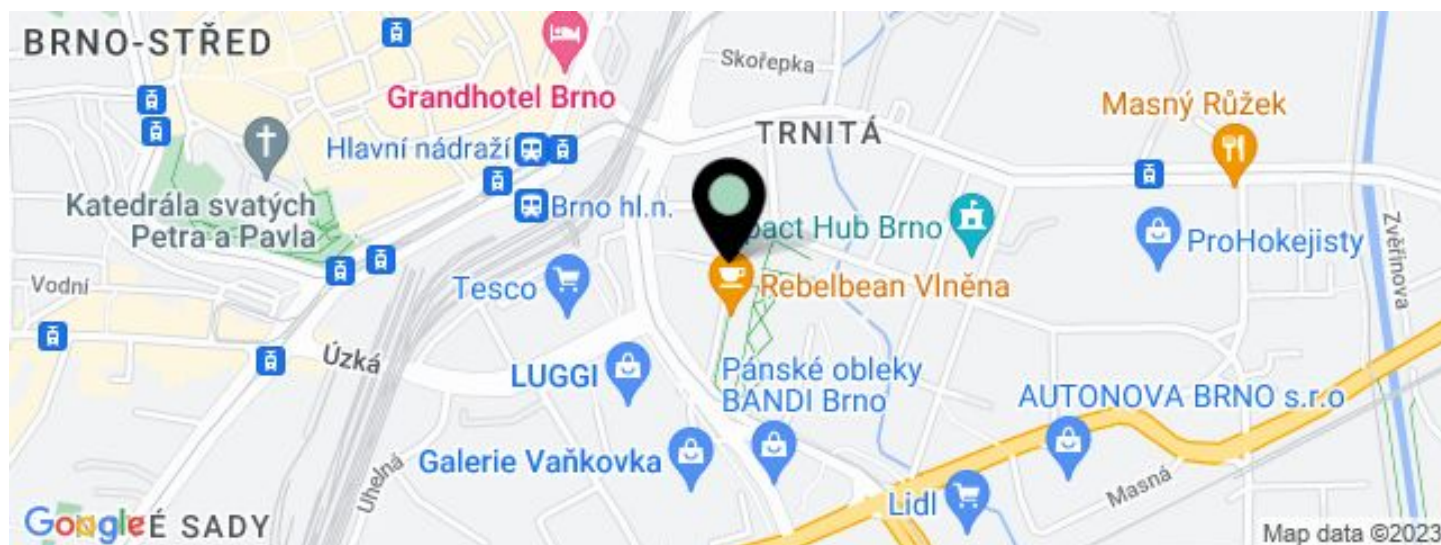 BRNO-STŘED
Skořepka
Grandhotel Brno
TRNITÁ
Masný Růžek
Hlavní nádraží
Katedrála svatých
Petra a Pavla
Brno hl.n.
pact Hub Brno
ProHokejisty
Zvěřinova
Vodní
Tesco
Rebelbean Vlněna
Úzká
LUGGI
Pánské obleky
BANDI Brno
AUTONOVA BRNO s.r.o
Galerie Vaňkovka
Uhelná
Lidl
Masná
Google
É SADY
Map data ©2023